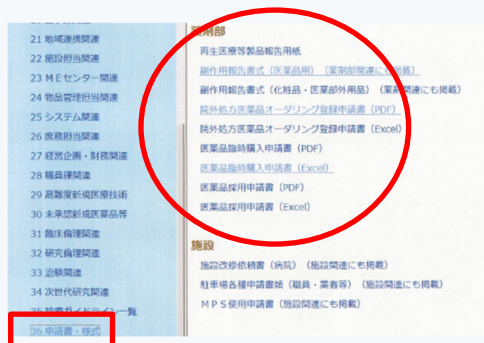 21 地域連携関連
22 施設担当関連
23 ＭＥセンター関連
24 物品管理担当関連
25 システム関連
26 庶務担当関連
27 経営企画・財務関連
28 職員課関連
29 高難度新規医療技術
30 未承認新規医薬品等
31 臨床倫理関連
32 研究倫理関連
33 治験関連
34 次世代研究関連
35 診療ガイドライン一覧
36 申請書・様式
薬剤部
再生医療等製品報告用紙
副作用報告書式（医薬品用）（薬剤部関連にも掲載）
副作用報告書式（化粧品・医薬部外用品）（薬剤関連にも掲載）
院外処方医薬品オーダリング登録申請書（PDF）
院外処方医薬品オーダリング登録申請書（Excel）
医薬品臨時購入申請書（PDF）
医薬品臨時購入申請書（Excel）
医薬品採用申請書（PDF）
医薬品採用申請書（Excel）
施設
施設改修依頼書（病院）（施設関連にも掲載）
駐車場各種申請書類（職員・業者等）（施設関連にも掲載）
ＭＰＳ使用申請書（施設関連にも掲載）